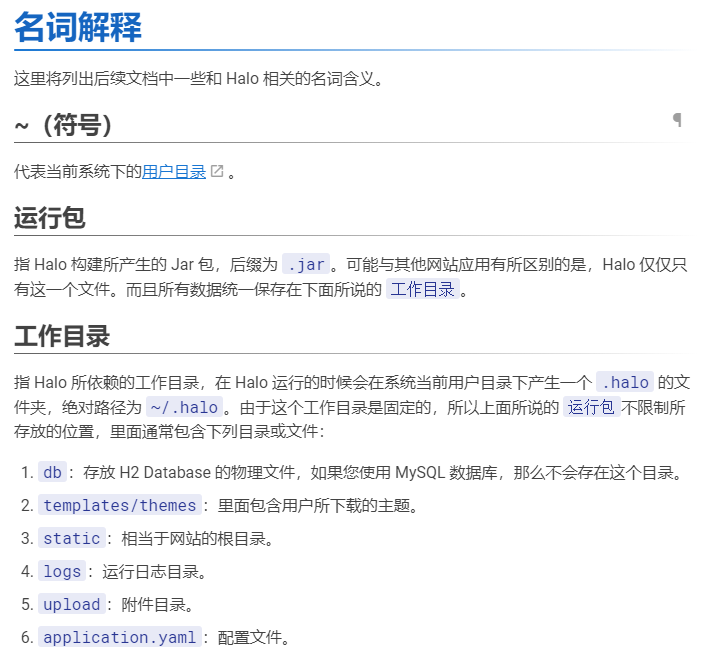 名词解释
这里将列出后续文档中一些和 Halo 相关的名词含义。
~（符号）
¶
代表当前系统下的用户目录 。
运行包
指 Halo 构建所产生的 Jar 包，后缀为 .jar 。可能与其他网站应用有所区别的是，Halo 仅仅只
有这一个文件。而且所有数据统一保存在下面所说的 工作目录 。
工作目录
指 Halo 所依赖的工作目录，在 Halo 运行的时候会在系统当前用户目录下产生一个 .halo 的文
件夹，绝对路径为 ~/.halo 。由于这个工作目录是固定的，所以上面所说的 运行包 不限制所
存放的位置，里面通常包含下列目录或文件：
1. db ：存放 H2 Database 的物理文件，如果您使用 MySQL 数据库，那么不会存在这个目录。
2. templates/themes ：里面包含用户所下载的主题。
3. static ：相当于网站的根目录。
4. logs ：运行日志目录。
5. upload ：附件目录。
6. application.yaml ：配置文件。